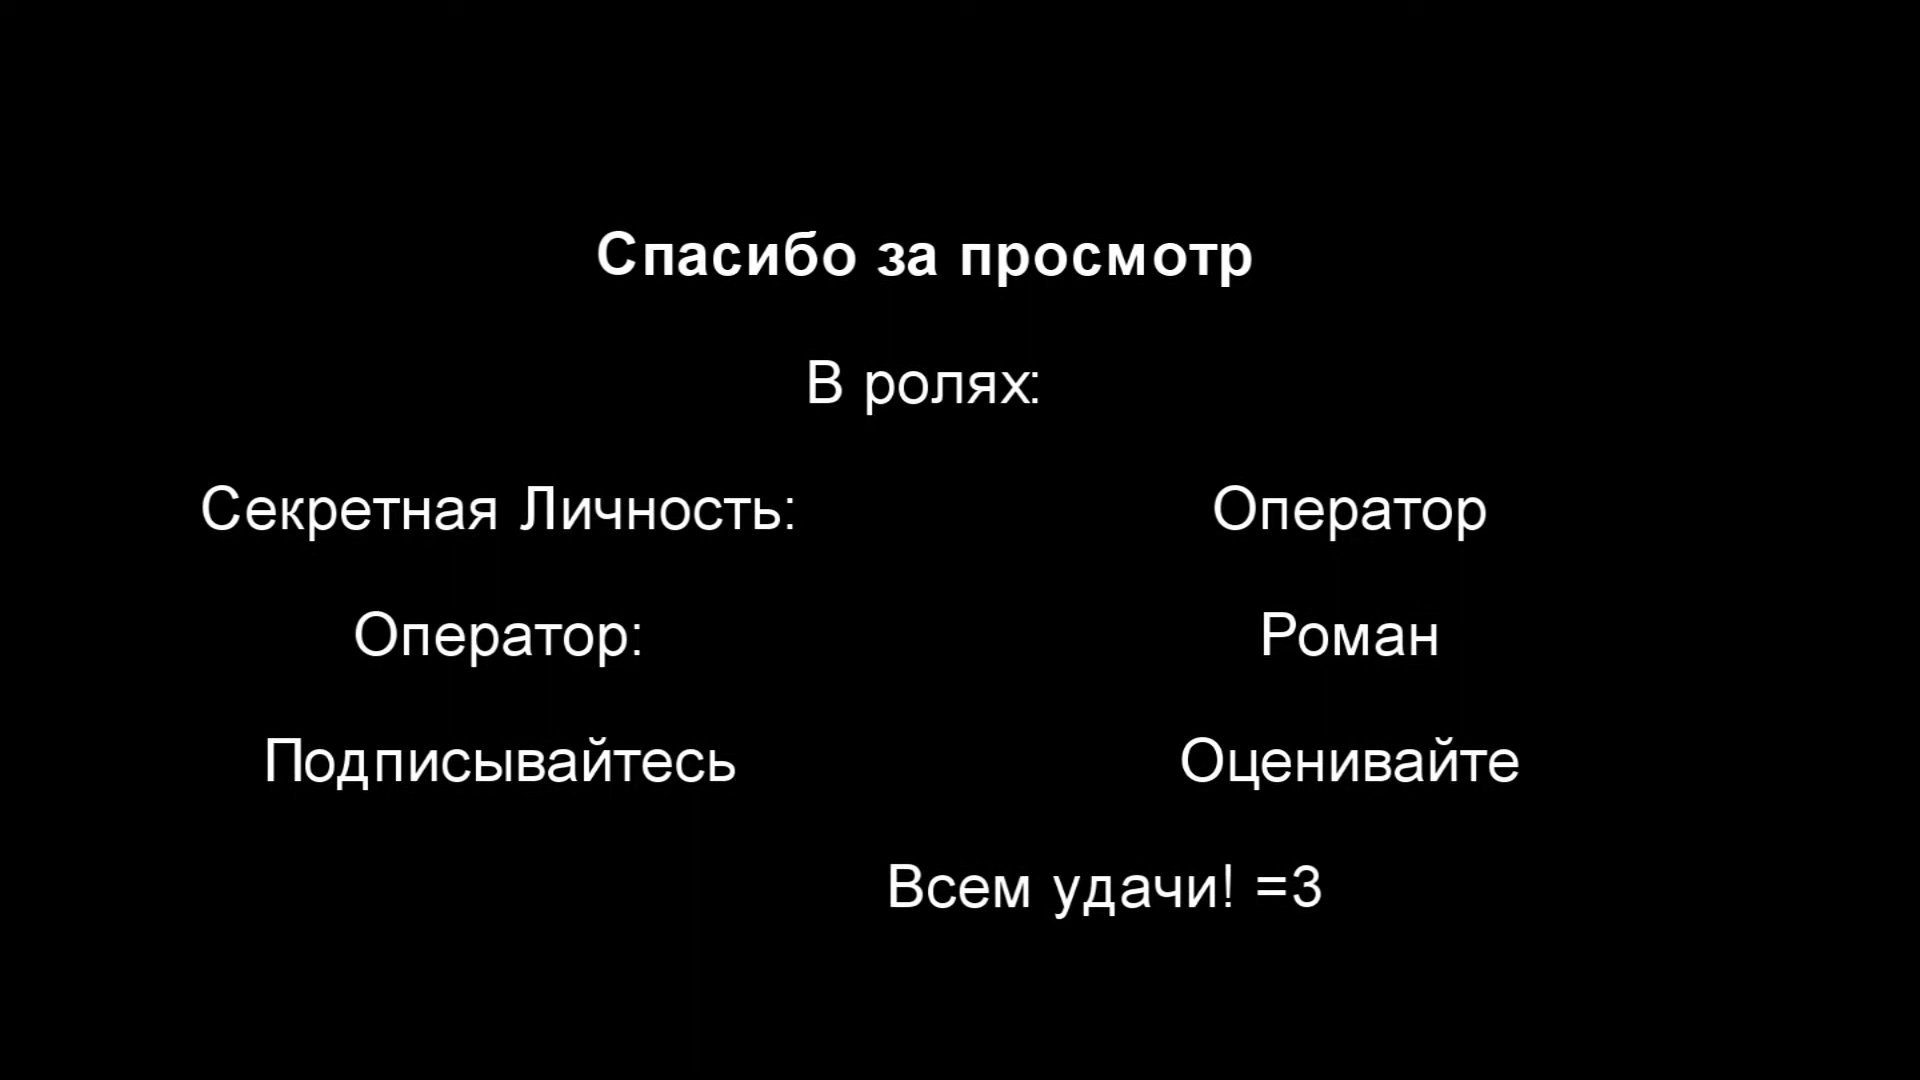 Спасибо за просмотр
В ролях:
Секретная Личность: Оператор
Оператор: Роман
Подписывайтесь Оценивайте
Всем удачи! =3